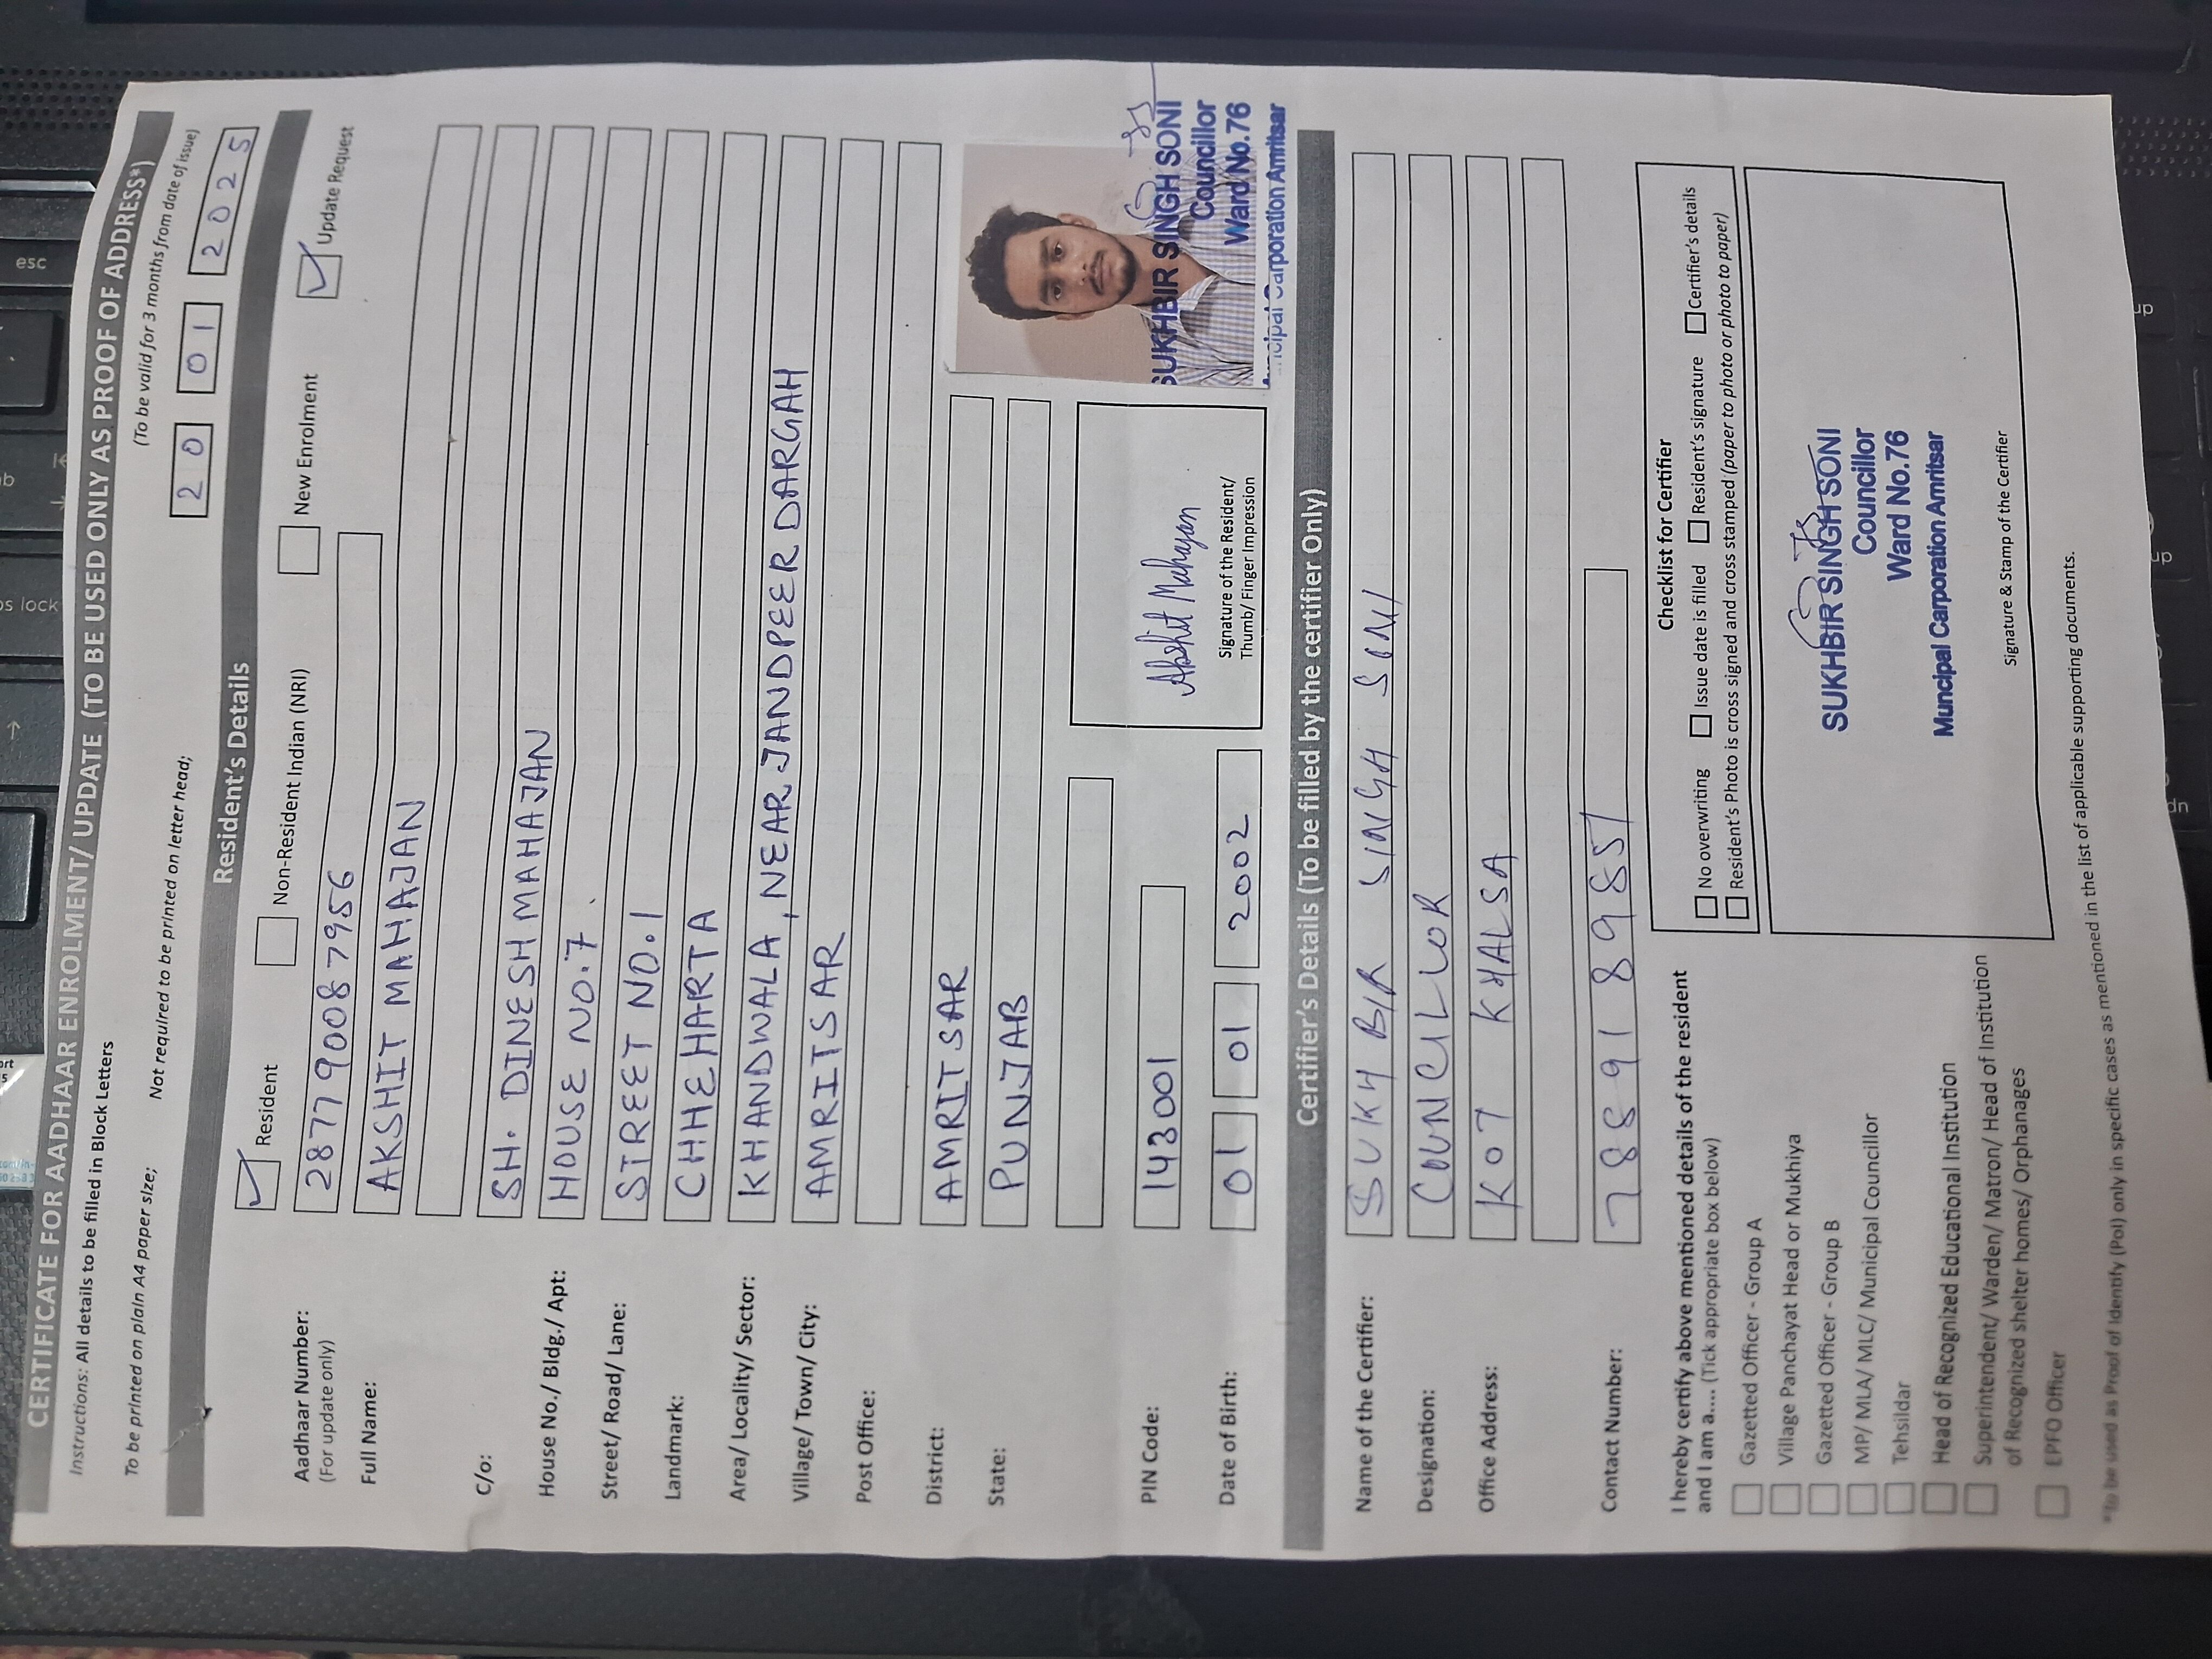 CERTIFICATE FOR AADHAAR ENROLMENT/ UPDATE (TO BE USED ONLY AS PROOF OF ADDRESS*)
Instructions: All details to be filled in Block Letters
(To be valid for 3 months from date of issue)
To be printed on plain A4 paper size; Not required to be printed on letter head;
20 01 2025
Resident's Details
Resident
Non-Resident Indian (NRI)
New Enrolment
Update Request
Aadhaar Number: 287790087956
(For update only)
Full Name: AKSHIT MAHAJAN
C/o: SH. DINESH MAHAJAN
House No./ Bldg./ Apt: HOUSE NO.7
Street/ Road/ Lane: STREET NO.1
Landmark: CHHEHARTA
Area/ Locality/ Sector: KHANDWALA, NEAR JANDPEER DARGAH
Village/ Town/ City: AMRITSAR
Post Office:
District: AMRITSAR
State: PUNJAB
PIN Code: 143001
Date of Birth: 01 01 2002
Akshit Mahajan
Signature of the Resident/
Thumb/ Finger Impression
SUKHBIR SINGH SONI
Councillor
Ward No.76
Carporation Amritsar
Certifier's Details (To be filled by the certifier Only)
Name of the Certifier: SUKHBIR SINGH SONI
Designation: COUNCILLOR
Office Address: KOT KHALSA
Contact Number: 7889189851
I hereby certify above mentioned details of the resident
and I am a.... (Tick appropriate box below)
Gazetted Officer - Group A
Village Panchayat Head or Mukhiya
Gazetted Officer - Group B
MP/ MLA/ MLC/ Municipal Councillor
Tehsildar
Head of Recognized Educational Institution
Superintendent/ Warden/ Matron/ Head of Institution
of Recognized shelter homes/ Orphanages
EPFO Officer
Checklist for Certifier
No overwriting
Issue date is filled
Resident's signature
Certifier's details
Resident's Photo is cross signed and cross stamped (paper to photo or photo to paper)
SUKHBIR SINGH SONI
Councillor
Ward No.76
Muncipal Carporation Amritsar
Signature & Stamp of the Certifier
*To be used as Proof of Identify (PoI) only in specific cases as mentioned in the list of applicable supporting documents.
esc